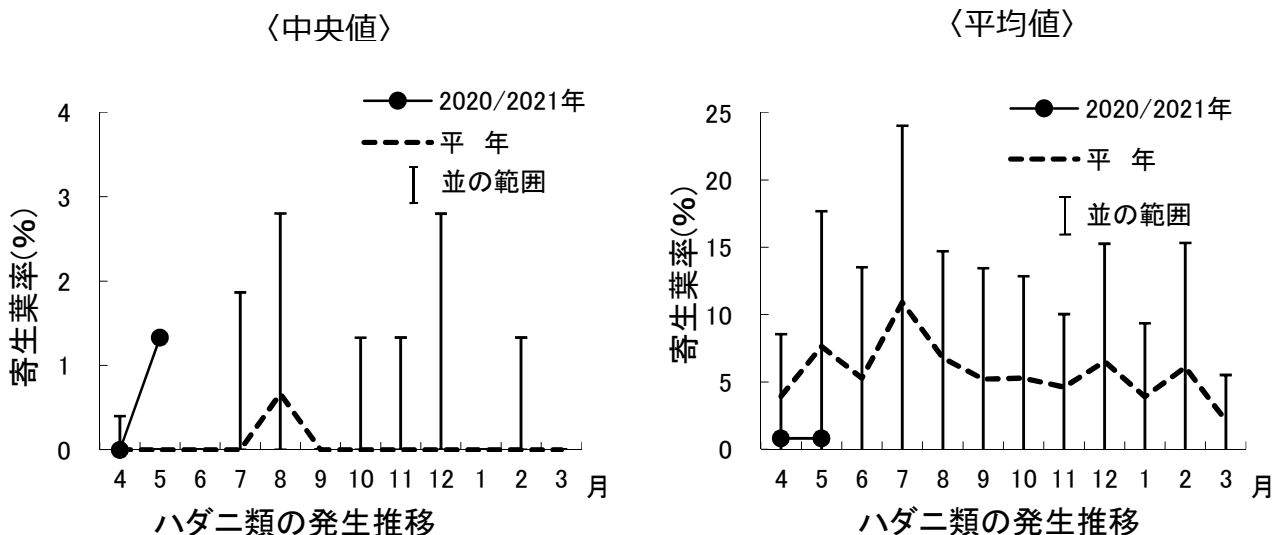 〈中央値〉
2020/2021年
平 年
並の範囲
寄生葉率(%)
4
3
2
1
0
4 5 6 7 8 9 10 11 12 1 2 3 月
ハダニ類の発生推移
〈平均値〉
2020/2021年
平 年
並の範囲
寄生葉率(%)
25
20
15
10
5
0
4 5 6 7 8 9 10 11 12 1 2 3 月
ハダニ類の発生推移